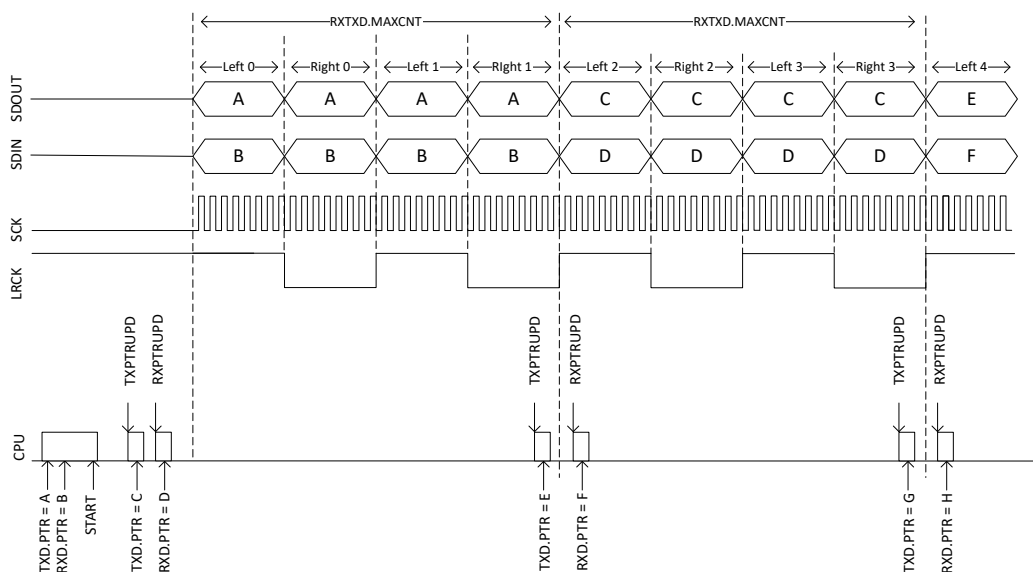 RXTXD.MAXCNT
RXTXD.MAXCNT
Left 0
Right 0
Left 1
RIght 1
Left 2
Right 2
Left 3
Right 3
Left 4
SDOUT
A
A
A
A
C
C
C
C
E
SDIN
B
B
B
B
D
D
D
D
F
SCK
LRCK
TXPTRUPD
RXPTRUPD
TXPTRUPD
RXPTRUPD
TXPTRUPD
RXPTRUPD
CPU
TXD.PTR = A
RXD.PTR = B
START
TXD.PTR = C
RXD.PTR = D
TXD.PTR = E
RXD.PTR = F
TXD.PTR = G
RXD.PTR = H